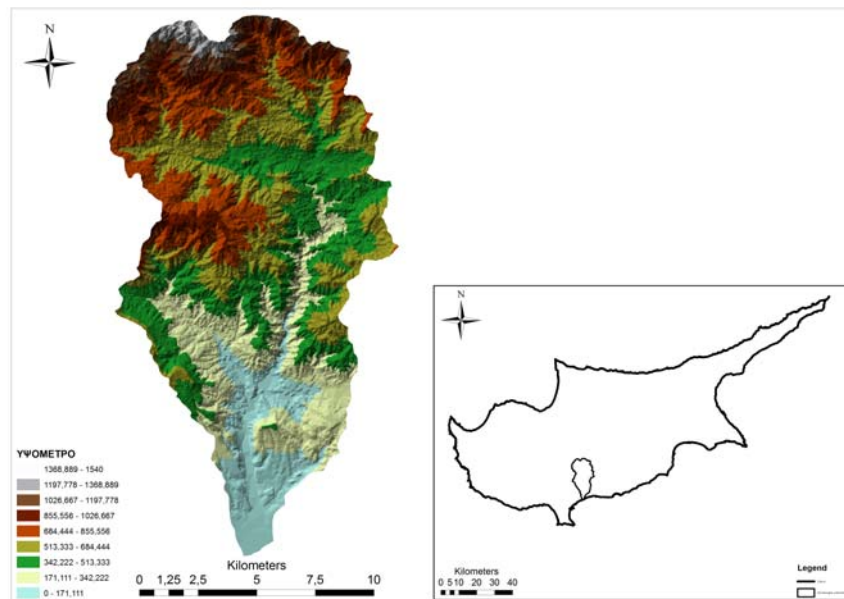 N
ΥΨΟΜΕΤΡΟ
1368,889 - 1540
1197,778 - 1368,889
1026,667 - 1197,778
855,556 - 1026,667
684,444 - 855,556
513,333 - 684,444
342,222 - 513,333
171,111 - 342,222
0 - 171,111
Kilometers
0 1,25 2,5 5 7,5 10
N
Kilometers
0 5 10 20 30 40
Legend